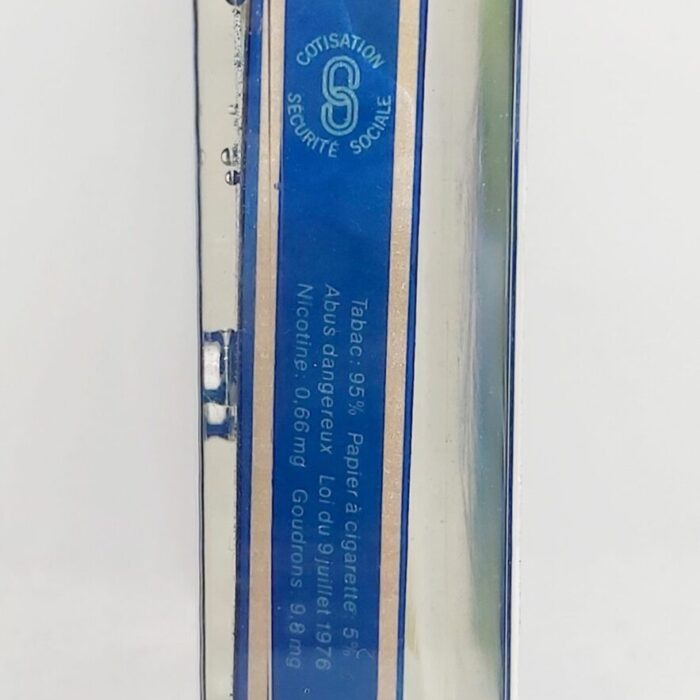 COTISATION
SÉCURITÉ SOCIALE
Tabac: 95% Papier à cigarette 5%
Abus dangereux Loi du 9 juillet 1976
Nicotine: 0,66 mg Goudrons 9,8 mg